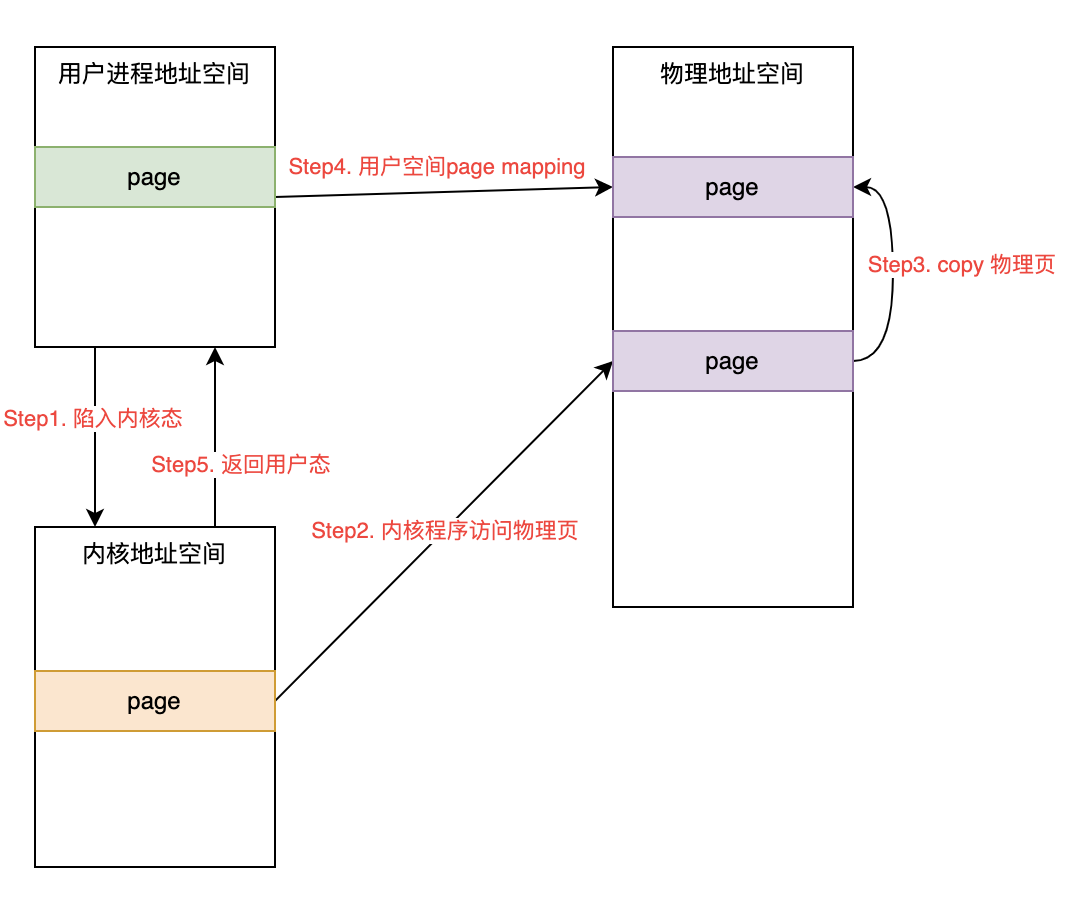 用户进程地址空间
物理地址空间
Step4. 用户空间page mapping
page
page
Step3. copy 物理页
page
Step1. 陷入内核态
Step5. 返回用户态
Step2. 内核程序访问物理页
内核地址空间
page